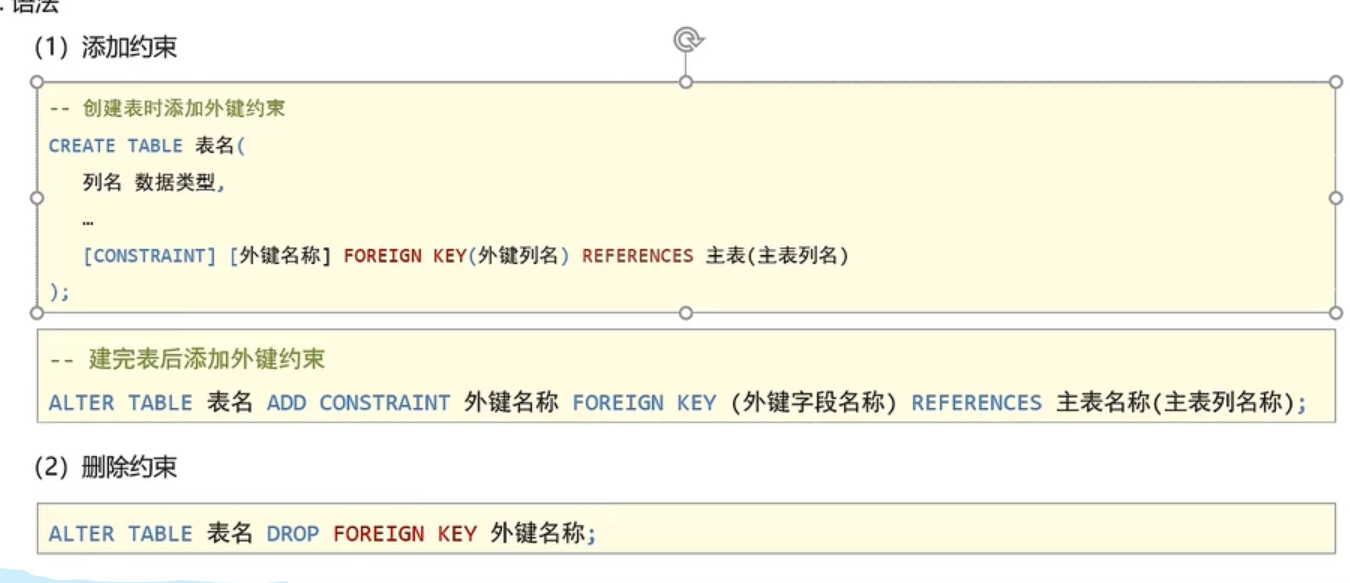 . 语法
(1) 添加约束
-- 创建表时添加外键约束
CREATE TABLE 表名(
列名 数据类型,
…
[CONSTRAINT] [外键名称] FOREIGN KEY(外键列名) REFERENCES 主表(主表列名)
);
-- 建完表后添加外键约束
ALTER TABLE 表名 ADD CONSTRAINT 外键名称 FOREIGN KEY (外键字段名称) REFERENCES 主表名称(主表列名称);
(2) 删除约束
ALTER TABLE 表名 DROP FOREIGN KEY 外键名称;